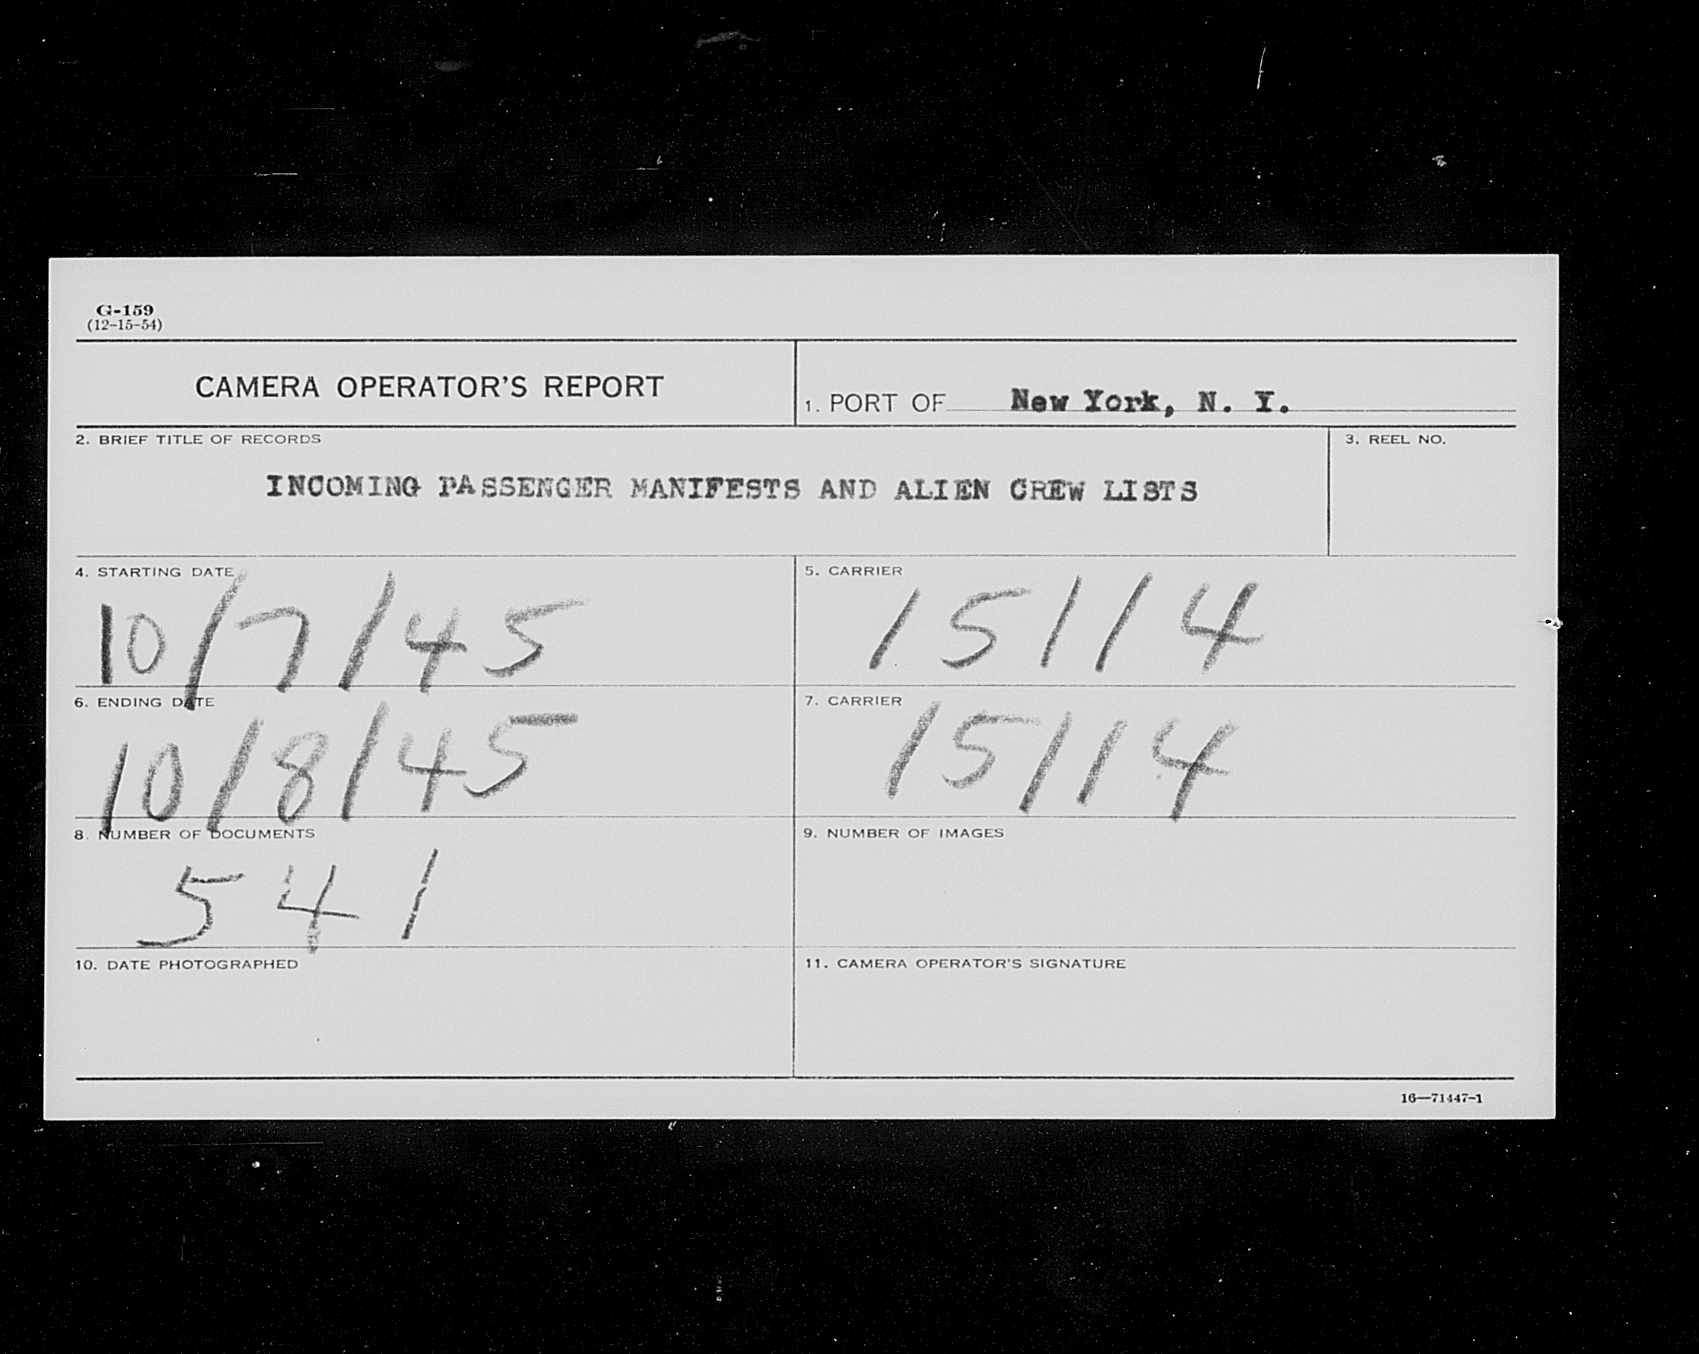 G-159
(12-15-54)
CAMERA OPERATOR'S REPORT
1. PORT OF New York, N. Y.
2. BRIEF TITLE OF RECORDS
3. REEL NO.
INCOMING PASSENGER MANIFESTS AND ALIEN CREW LISTS
4. STARTING DATE
5. CARRIER
10/7/45
15114
6. ENDING DATE
7. CARRIER
10/8/45
15114
8. NUMBER OF DOCUMENTS
9. NUMBER OF IMAGES
541
10. DATE PHOTOGRAPHED
11. CAMERA OPERATOR'S SIGNATURE
16—71447-1